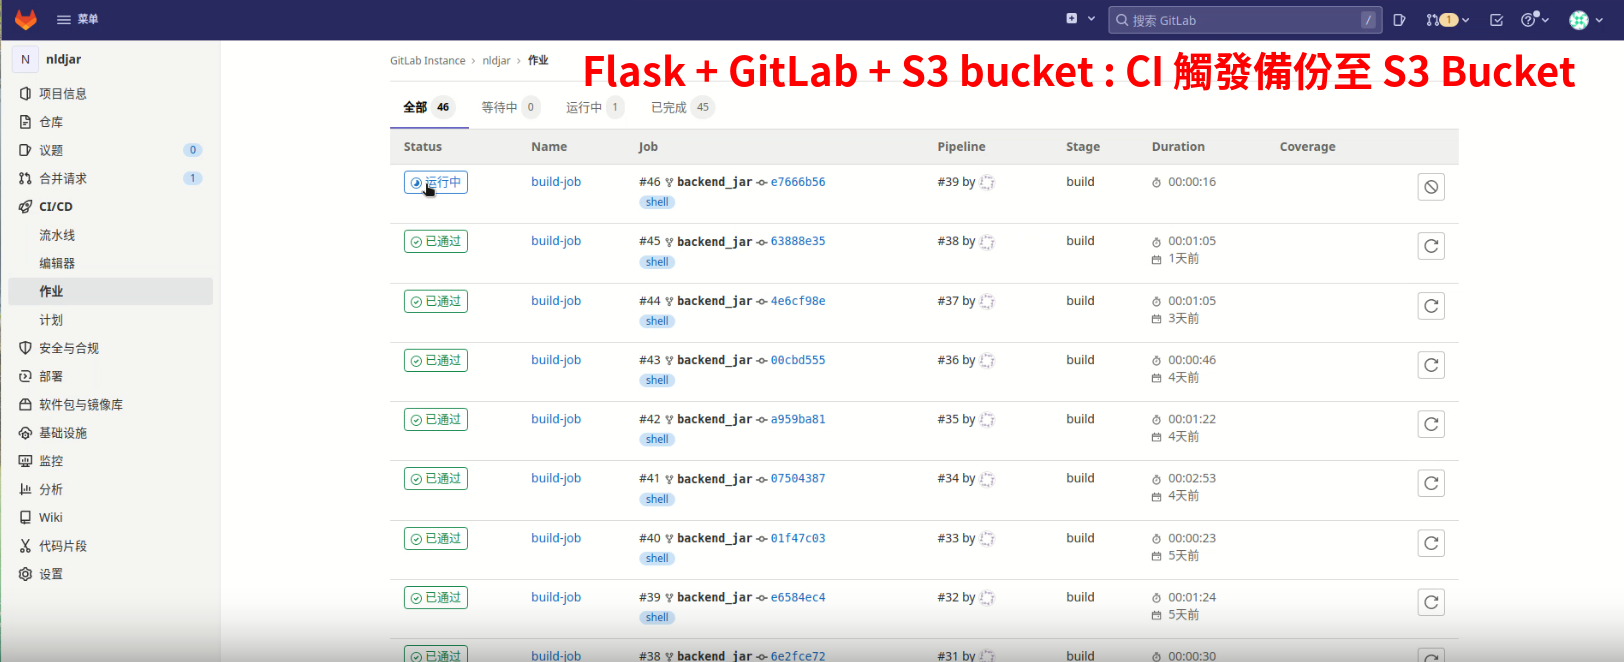 菜单
搜索 GitLab
/
1
N nldjar
项目信息
仓库
议题 0
合并请求 1
CI/CD
流水线
编辑器
作业
计划
安全与合规
部署
软件包与镜像库
基础设施
监控
分析
Wiki
代码片段
设置
GitLab Instance › nldjar › 作业
Flask + GitLab + S3 bucket : CI 觸發備份至 S3 Bucket
全部 46 等待中 0 运行中 1 已完成 45
Status Name Job Pipeline Stage Duration Coverage
运行中 build-job #46 backend_jar e7666b56 #39 by build 00:00:16
shell
已通过 build-job #45 backend_jar 63888e35 #38 by build 00:01:05
shell 1天前
已通过 build-job #44 backend_jar 4e6cf98e #37 by build 00:01:05
shell 3天前
已通过 build-job #43 backend_jar 00cbd555 #36 by build 00:00:46
shell 4天前
已通过 build-job #42 backend_jar a959ba81 #35 by build 00:01:22
shell 4天前
已通过 build-job #41 backend_jar 07504387 #34 by build 00:02:53
shell 4天前
已通过 build-job #40 backend_jar 01f47c03 #33 by build 00:00:23
shell 5天前
已通过 build-job #39 backend_jar e6584ec4 #32 by build 00:01:24
shell 5天前
已通过 build-job #38 backend_jar 6e2fce72 #31 by build 00:00:30